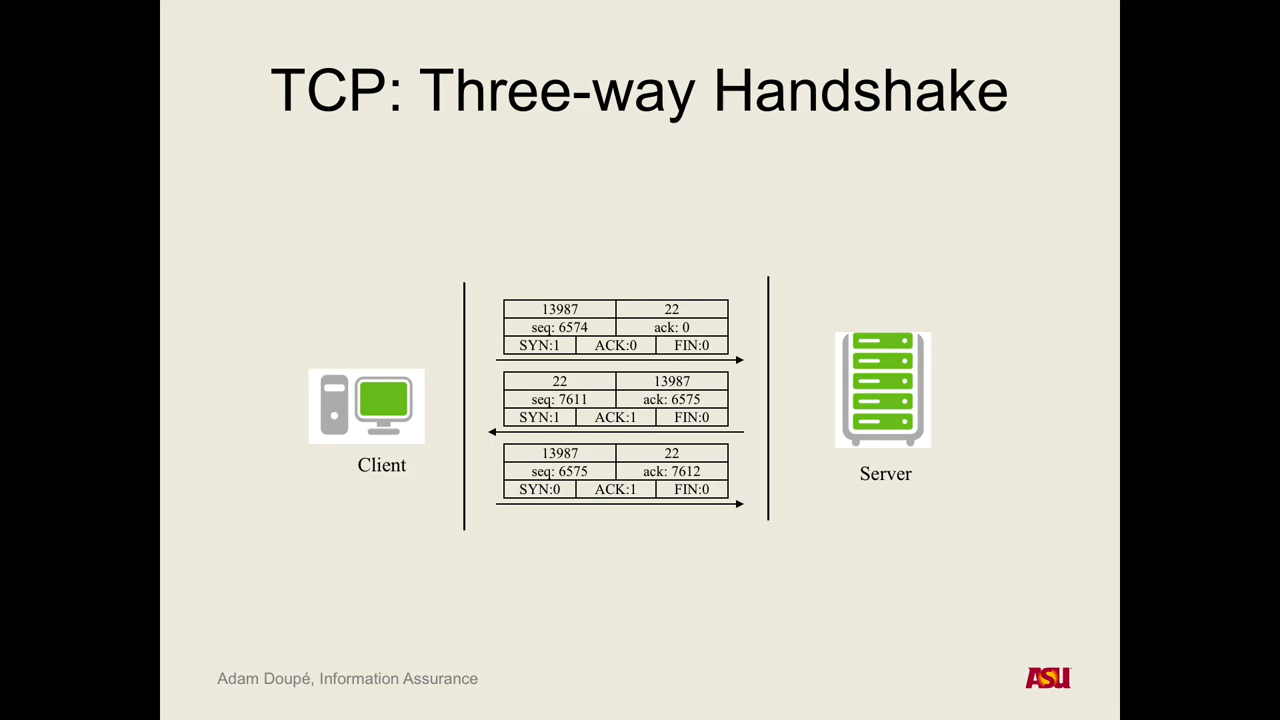 TCP: Three-way Handshake
13987 22
seq: 6574 ack: 0
SYN:1 ACK:0 FIN:0
22 13987
seq: 7611 ack: 6575
SYN:1 ACK:1 FIN:0
13987 22
seq: 6575 ack: 7612
SYN:0 ACK:1 FIN:0
Client
Server
Adam Doupé, Information Assurance
ASU